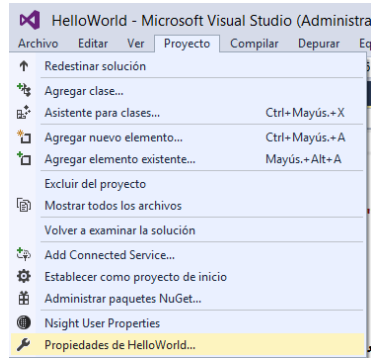 HelloWorld - Microsoft Visual Studio (Administra
Archivo Editar Ver Proyecto Compilar Depurar Eq
Redestinar solución
Agregar clase...
Asistente para clases... Ctrl+Mayús.+X
Agregar nuevo elemento... Ctrl+Mayús.+A
Agregar elemento existente... Mayús.+Alt+A
Excluir del proyecto
Mostrar todos los archivos
Volver a examinar la solución
Add Connected Service...
Establecer como proyecto de inicio
Administrar paquetes NuGet...
Nsight User Properties
Propiedades de HelloWorld...